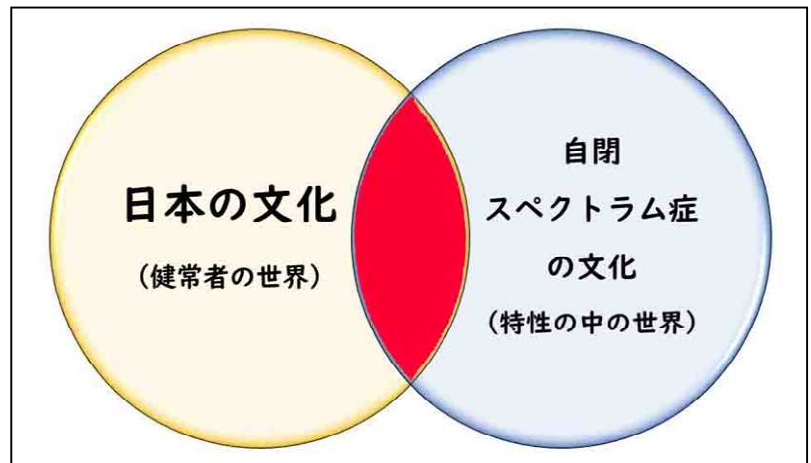 日本の文化
(健常者の世界)
自閉
スペクトラム症
の文化
(特性の中の世界)